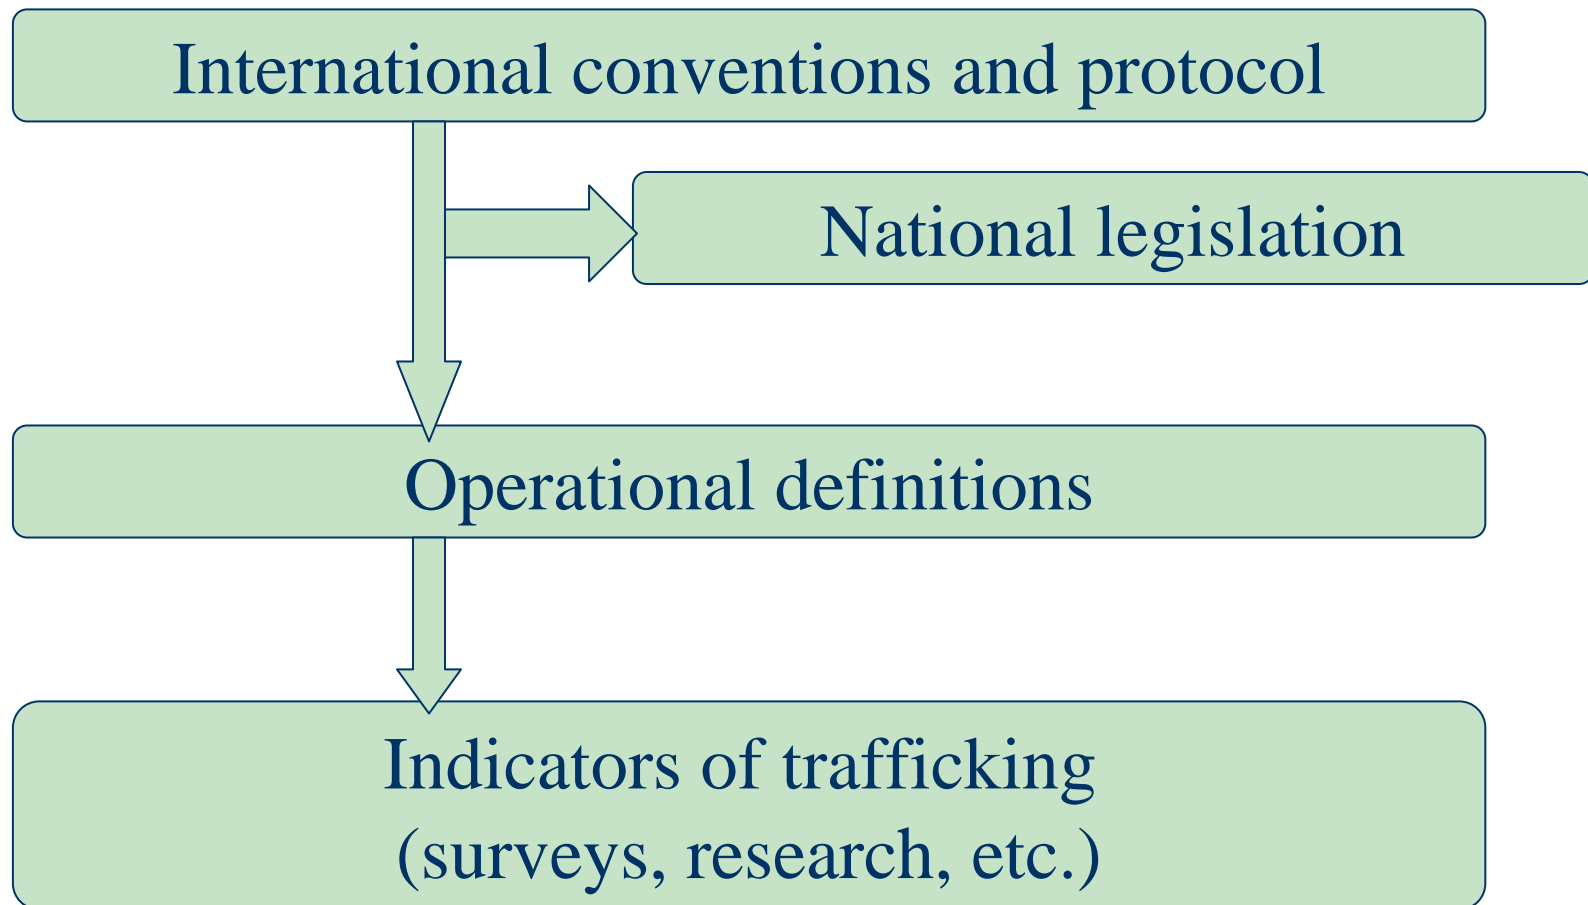 International conventions and protocol
National legislation
Operational definitions
Indicators of trafficking
(surveys, research, etc.)